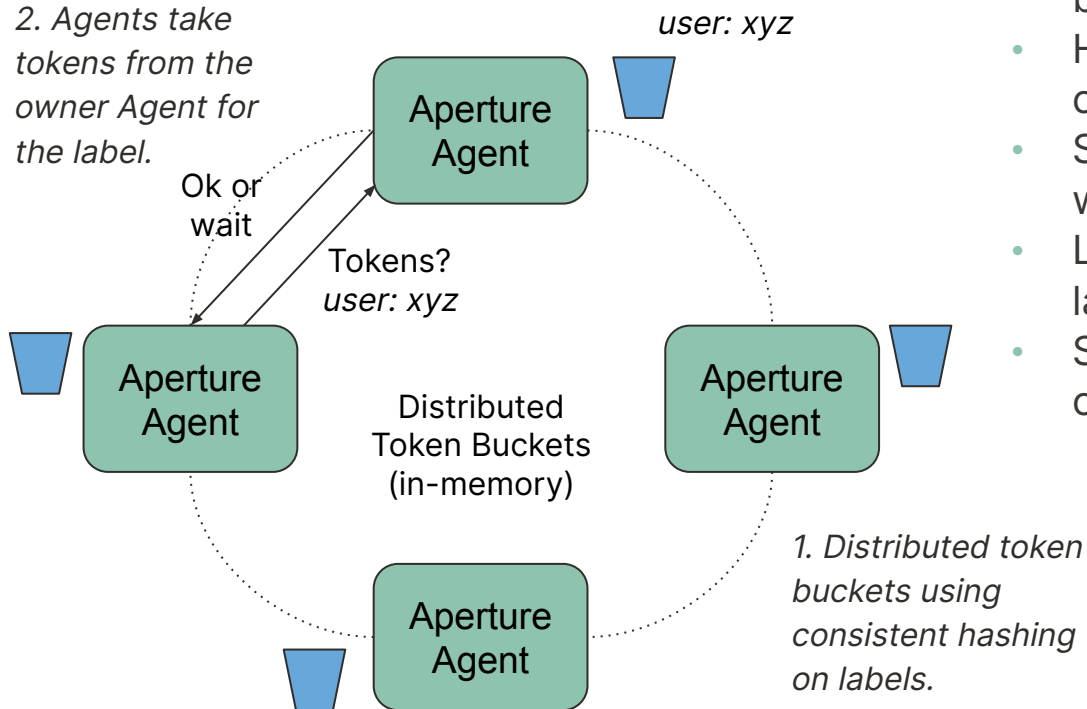 2. Agents take
tokens from the
owner Agent for
the label.
user: xyz
Aperture
Agent
Ok or
wait
Tokens?
user: xyz
Aperture
Agent
Distributed
Token Buckets
(in-memory)
Aperture
Agent
1. Distributed token
buckets using
consistent hashing
on labels.
Aperture
Agent